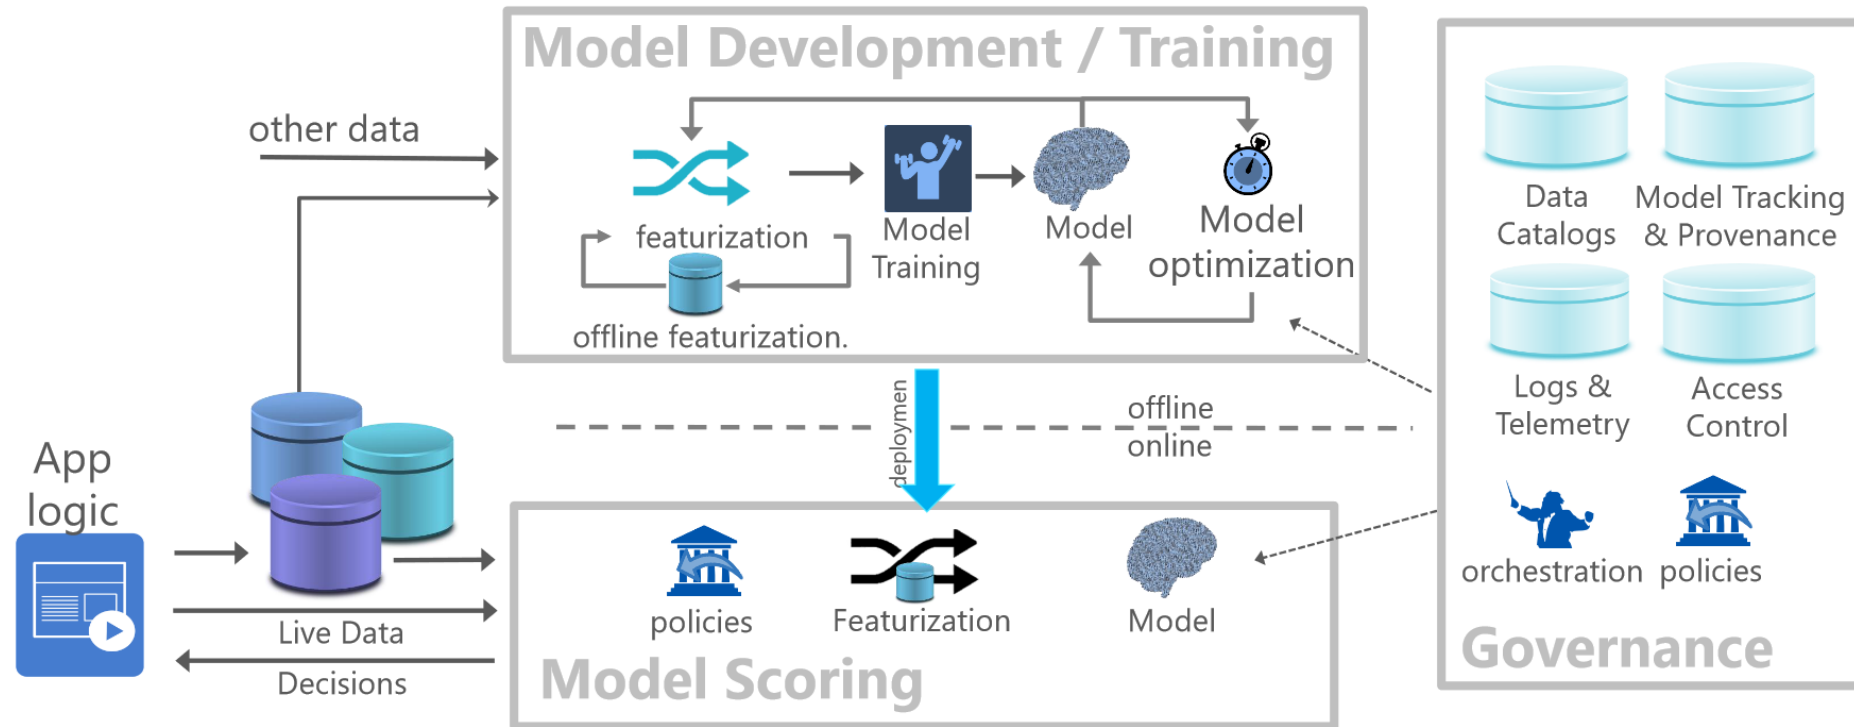 Model Development / Training
other data
featurization
Model
Training
Model
Model
optimization
offline featurization.
deploymen
offline
online
App
logic
Live Data
Decisions
policies
Featurization
Model
Model Scoring
Data
Catalogs
Model Tracking
& Provenance
Logs &
Telemetry
Access
Control
orchestration
policies
Governance